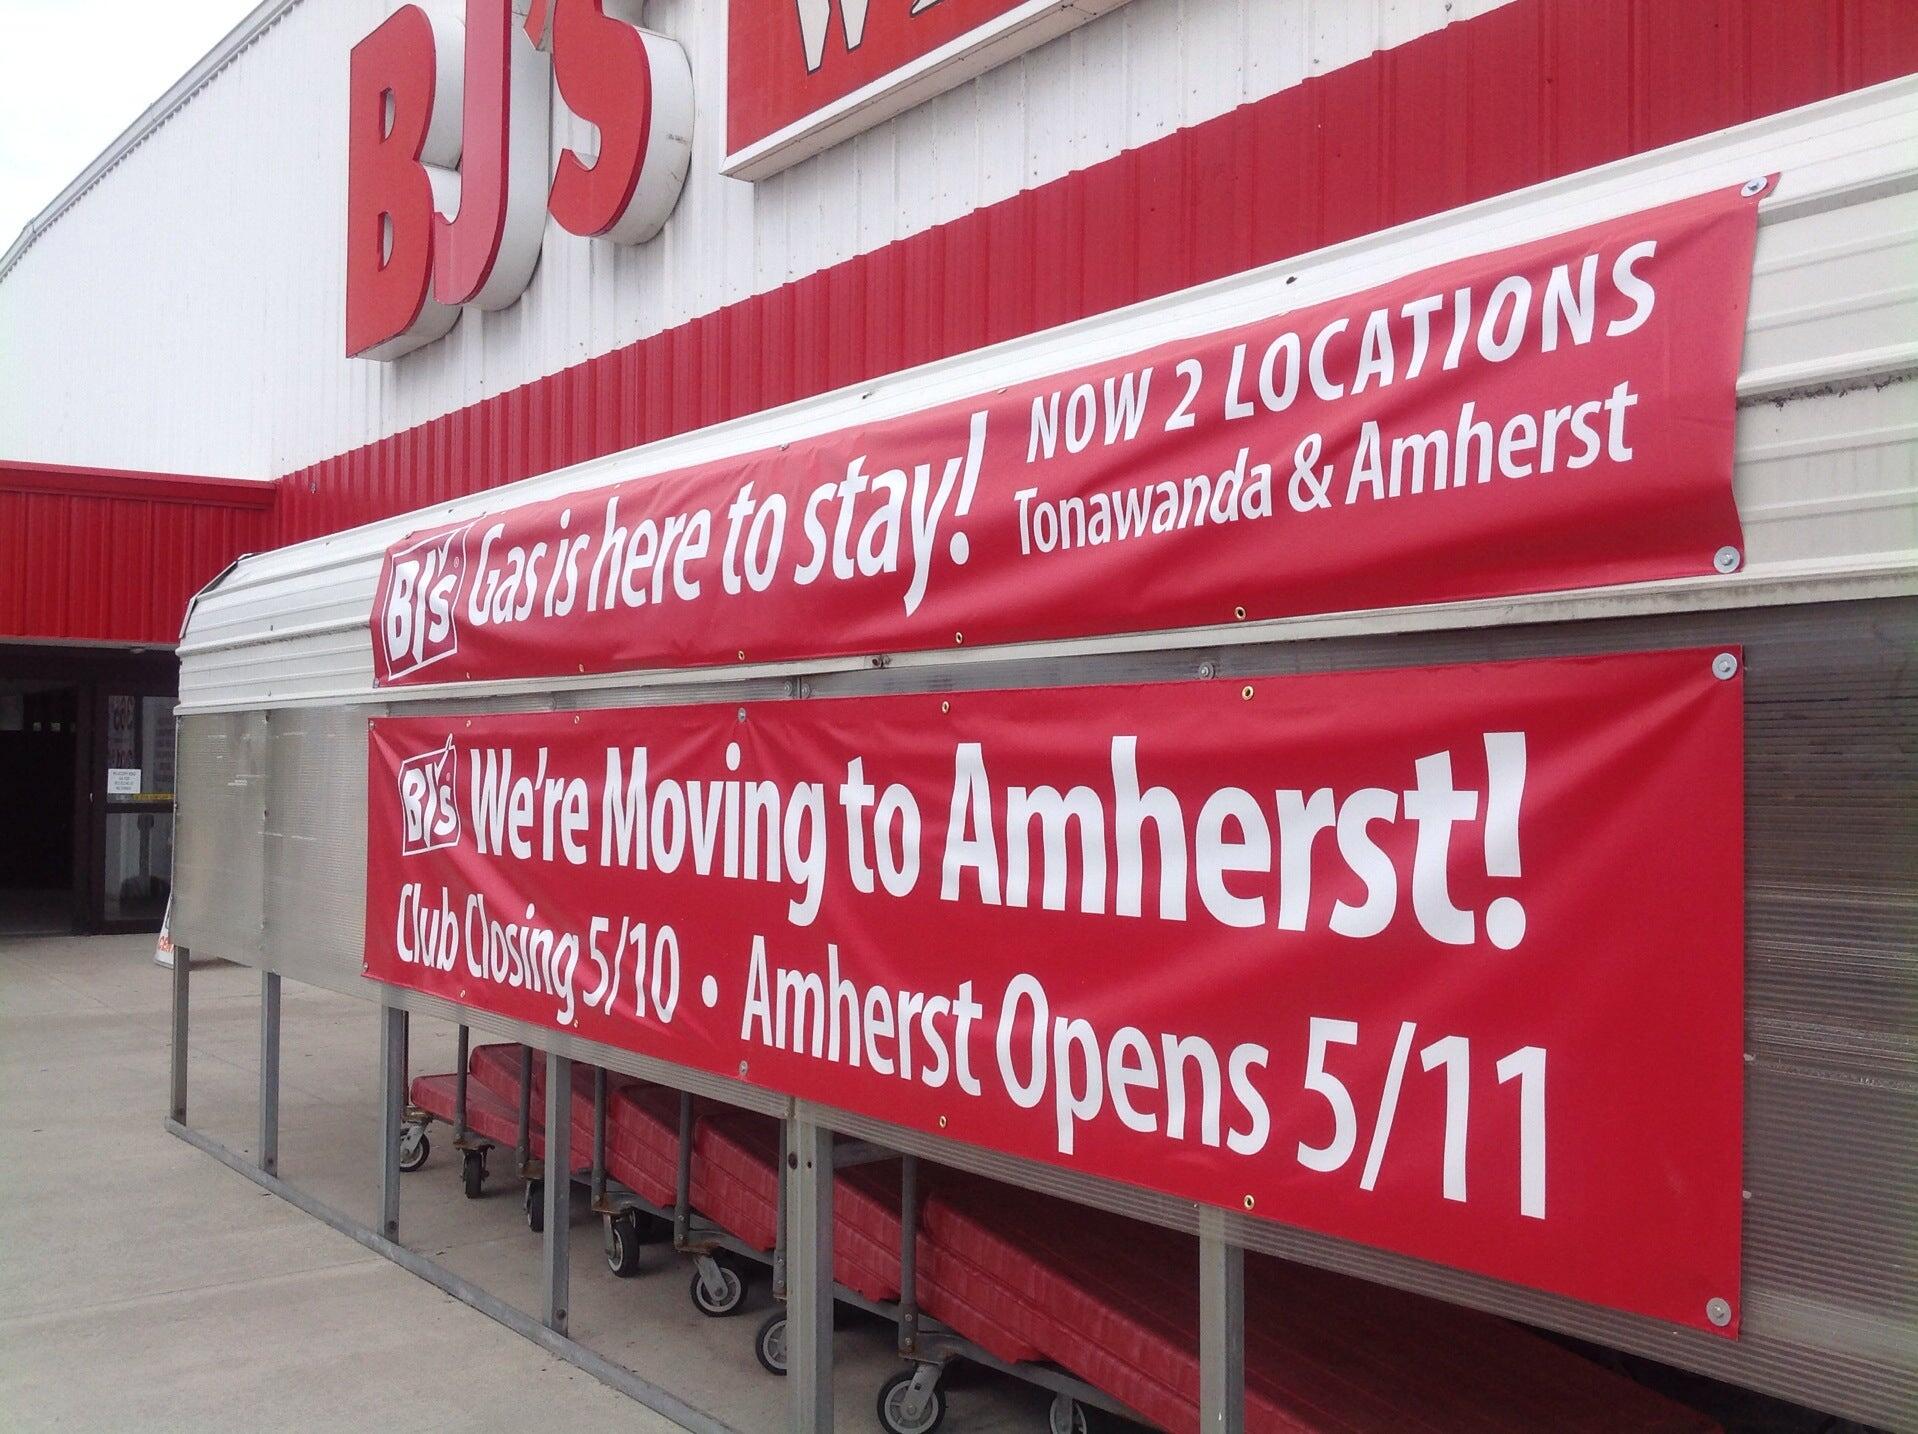 BJ's
BJ's® Gas is here to stay! NOW 2 LOCATIONS
Tonawanda & Amherst
BJ's® We're Moving to Amherst!
Club Closing 5/10 • Amherst Opens 5/11